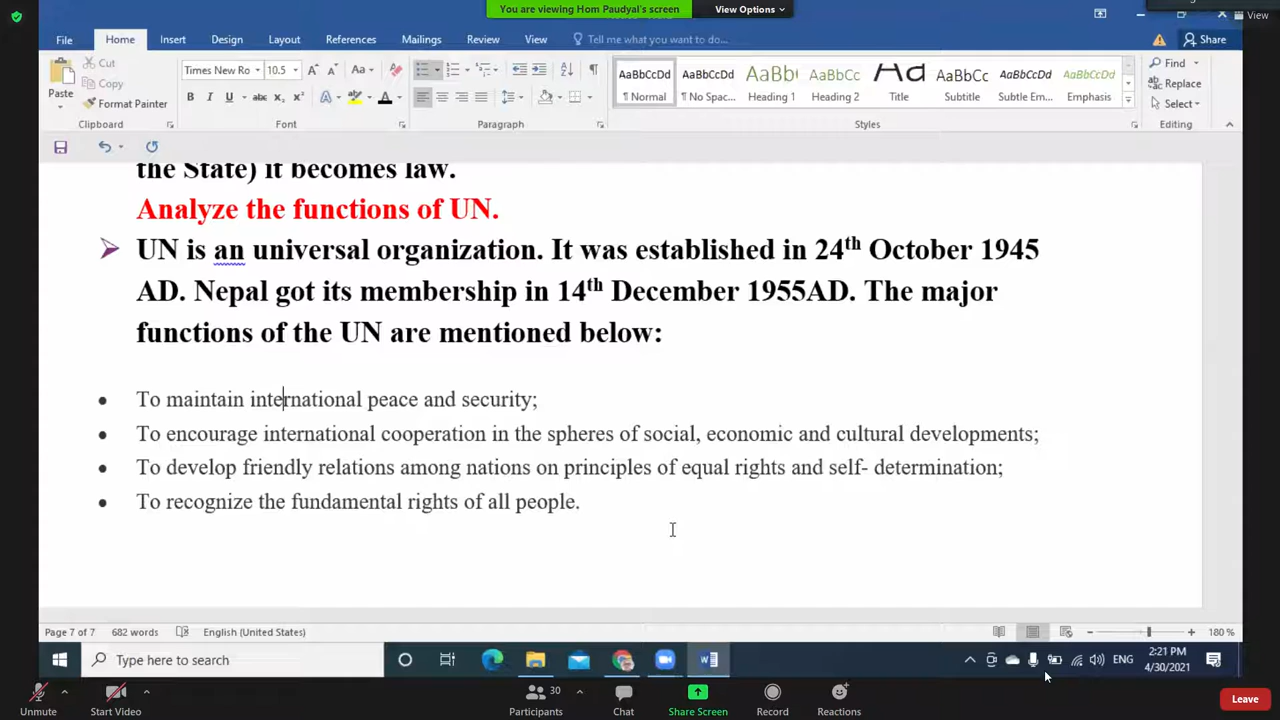 You are viewing Hom Paudyal's screen View Options
View
File Home Insert Design Layout References Mailings Review View Tell me what you want to do... Share
Paste Cut Copy Format Painter
Times New Ro 10.5
AaBbCcDd AaBbCcDd AaBbCc AaBbCc Aa AaBbCcD AaBbCcDd AaBbCcDd
¶ Normal ¶ No Spac... Heading 1 Heading 2 Title Subtitle Subtle Em... Emphasis
Find Replace Select
Clipboard Font Paragraph Styles Editing
the State) it becomes law.
Analyze the functions of UN.
UN is an universal organization. It was established in 24th October 1945
AD. Nepal got its membership in 14th December 1955AD. The major
functions of the UN are mentioned below:
To maintain international peace and security;
To encourage international cooperation in the spheres of social, economic and cultural developments;
To develop friendly relations among nations on principles of equal rights and self- determination;
To recognize the fundamental rights of all people.
Page 7 of 7 682 words English (United States) 180 %
Type here to search ENG 2:21 PM
4/30/2021
30
Unmute Start Video Participants Chat Share Screen Record Reactions Leave